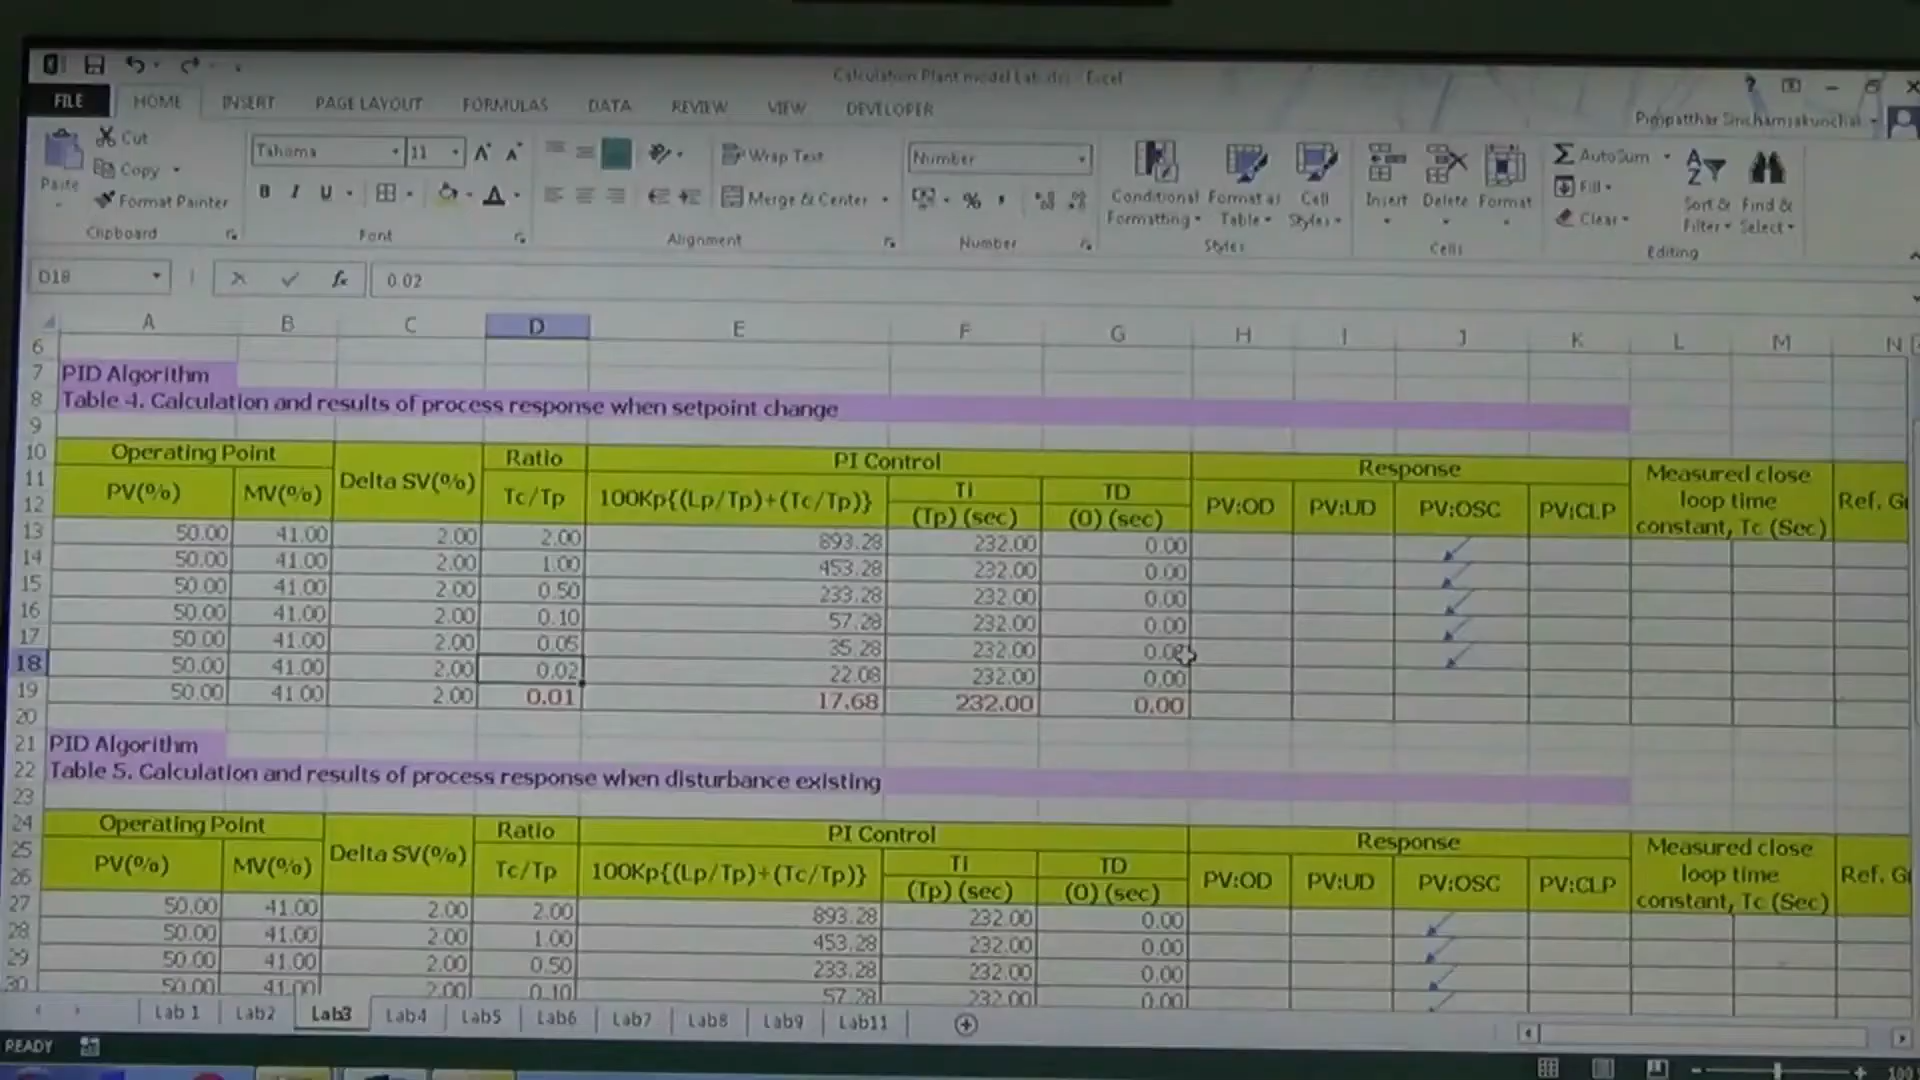 Calculation Plant model Lab.xls - Excel
FILE HOME INSERT PAGE LAYOUT FORMULAS DATA REVIEW VIEW DEVELOPER
Cut
Copy
Format Painter
Paste
Clipboard
Tahoma 11
B I U
Font
Wrap Text
Merge & Center
Alignment
Number
%
Number
Conditional Formatting
Format as Table
Cell Styles
Styles
Insert Delete Format
Cells
AutoSum
Fill
Clear
Sort & Filter
Find & Select
Editing
D18 fx 0.02
A B C D E F G H I J K L M N
6
7 PID Algorithm
8 Table 4. Calculation and results of process response when setpoint change
9
10 Operating Point Delta SV(%) Ratio PI Control Response Measured close loop time constant, Tc (Sec)
11 PV(%) MV(%) Tc/Tp 100Kp{(Lp/Tp)+(Tc/Tp)} TI TD PV:OD PV:UD PV:OSC PV:CLP Ref.
12 (Tp) (sec) (0) (sec)
13 50.00 41.00 2.00 2.00 893.28 232.00 0.00
14 50.00 41.00 2.00 1.00 453.28 232.00 0.00
15 50.00 41.00 2.00 0.50 233.28 232.00 0.00
16 50.00 41.00 2.00 0.10 57.28 232.00 0.00
17 50.00 41.00 2.00 0.05 35.28 232.00 0.00
18 50.00 41.00 2.00 0.02 22.08 232.00 0.00
19 50.00 41.00 2.00 0.01 17.68 232.00 0.00
20
21 PID Algorithm
22 Table 5. Calculation and results of process response when disturbance existing
23
24 Operating Point Delta SV(%) Ratio PI Control Response Measured close loop time constant, Tc (Sec)
25 PV(%) MV(%) Tc/Tp 100Kp{(Lp/Tp)+(Tc/Tp)} TI TD PV:OD PV:UD PV:OSC PV:CLP Ref.
26 (Tp) (sec) (0) (sec)
27 50.00 41.00 2.00 2.00 893.28 232.00 0.00
28 50.00 41.00 2.00 1.00 453.28 232.00 0.00
29 50.00 41.00 2.00 0.50 233.28 232.00 0.00
30 50.00 41.00 2.00 0.10 57.28 232.00 0.00
Lab 1 Lab2 Lab3 Lab4 Lab5 Lab6 Lab7 Lab8 Lab9 Lab11
READY
100